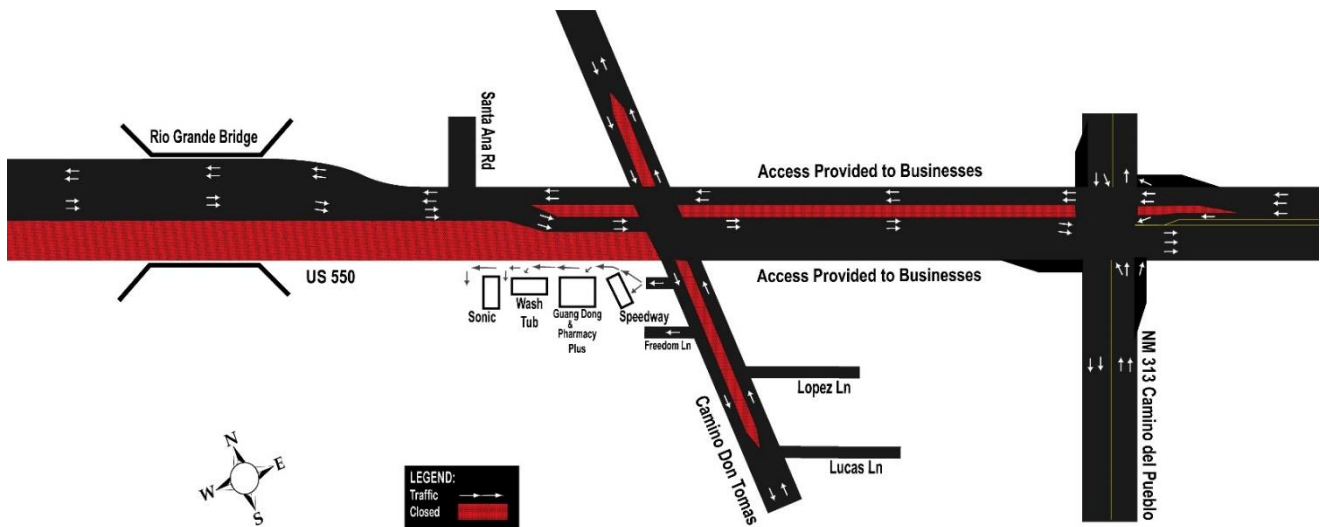 Rio Grande Bridge
Santa Ana Rd
Access Provided to Businesses
US 550
Access Provided to Businesses
Sonic
Wash
Tub
Guang Dong
&
Pharmacy
Plus
Speedway
Freedom Ln
Lopez Ln
Lucas Ln
Camino Don Tomas
NM 313 Camino del Pueblo
N
E
W
S
LEGEND:
Traffic
Closed